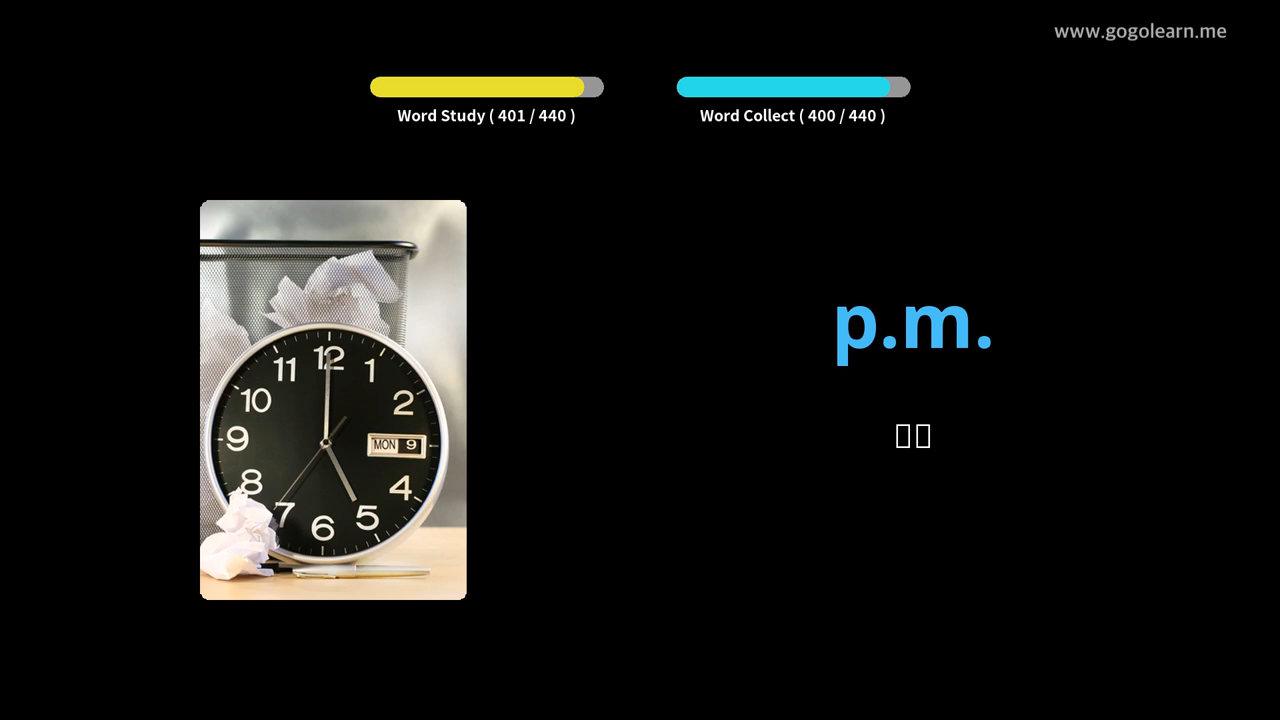 www.gogolearn.me
Word Study ( 401 / 440 )
Word Collect ( 400 / 440 )
p.m.
12
11
1
10
2
9
MON 9
8
4
7
5
6